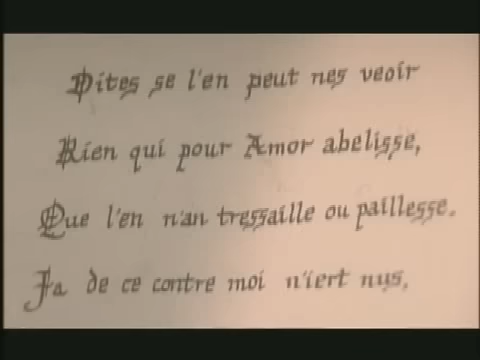 Dites se l'en peut nes veoir
Rien qui pour Amor abelisse,
Que l'en n'an tressaille ou paillesse.
Ja de ce contre moi n'iert nus,